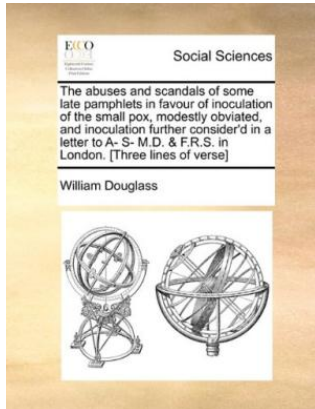 ECCO
Social Sciences
The abuses and scandals of some
late pamphlets in favour of inoculation
of the small pox, modestly obviated,
and inoculation further consider'd in a
letter to A- S- M.D. & F.R.S. in
London. [Three lines of verse]
William Douglass